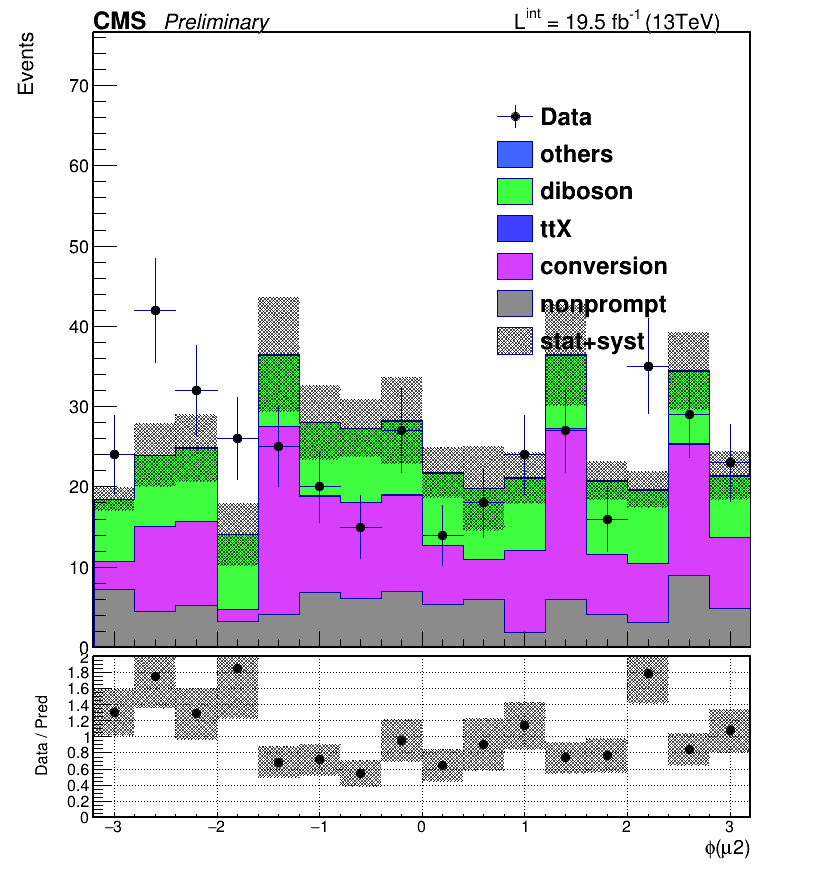 CMS Preliminary L^int = 19.5 fb^-1 (13TeV)
Events
70
60
50
40
30
20
10
0
Data
others
diboson
ttX
conversion
nonprompt
stat+syst
Data / Pred
2
1.8
1.6
1.4
1.2
1
0.8
0.6
0.4
0.2
0
−3 −2 −1 0 1 2 3
ϕ(μ2)